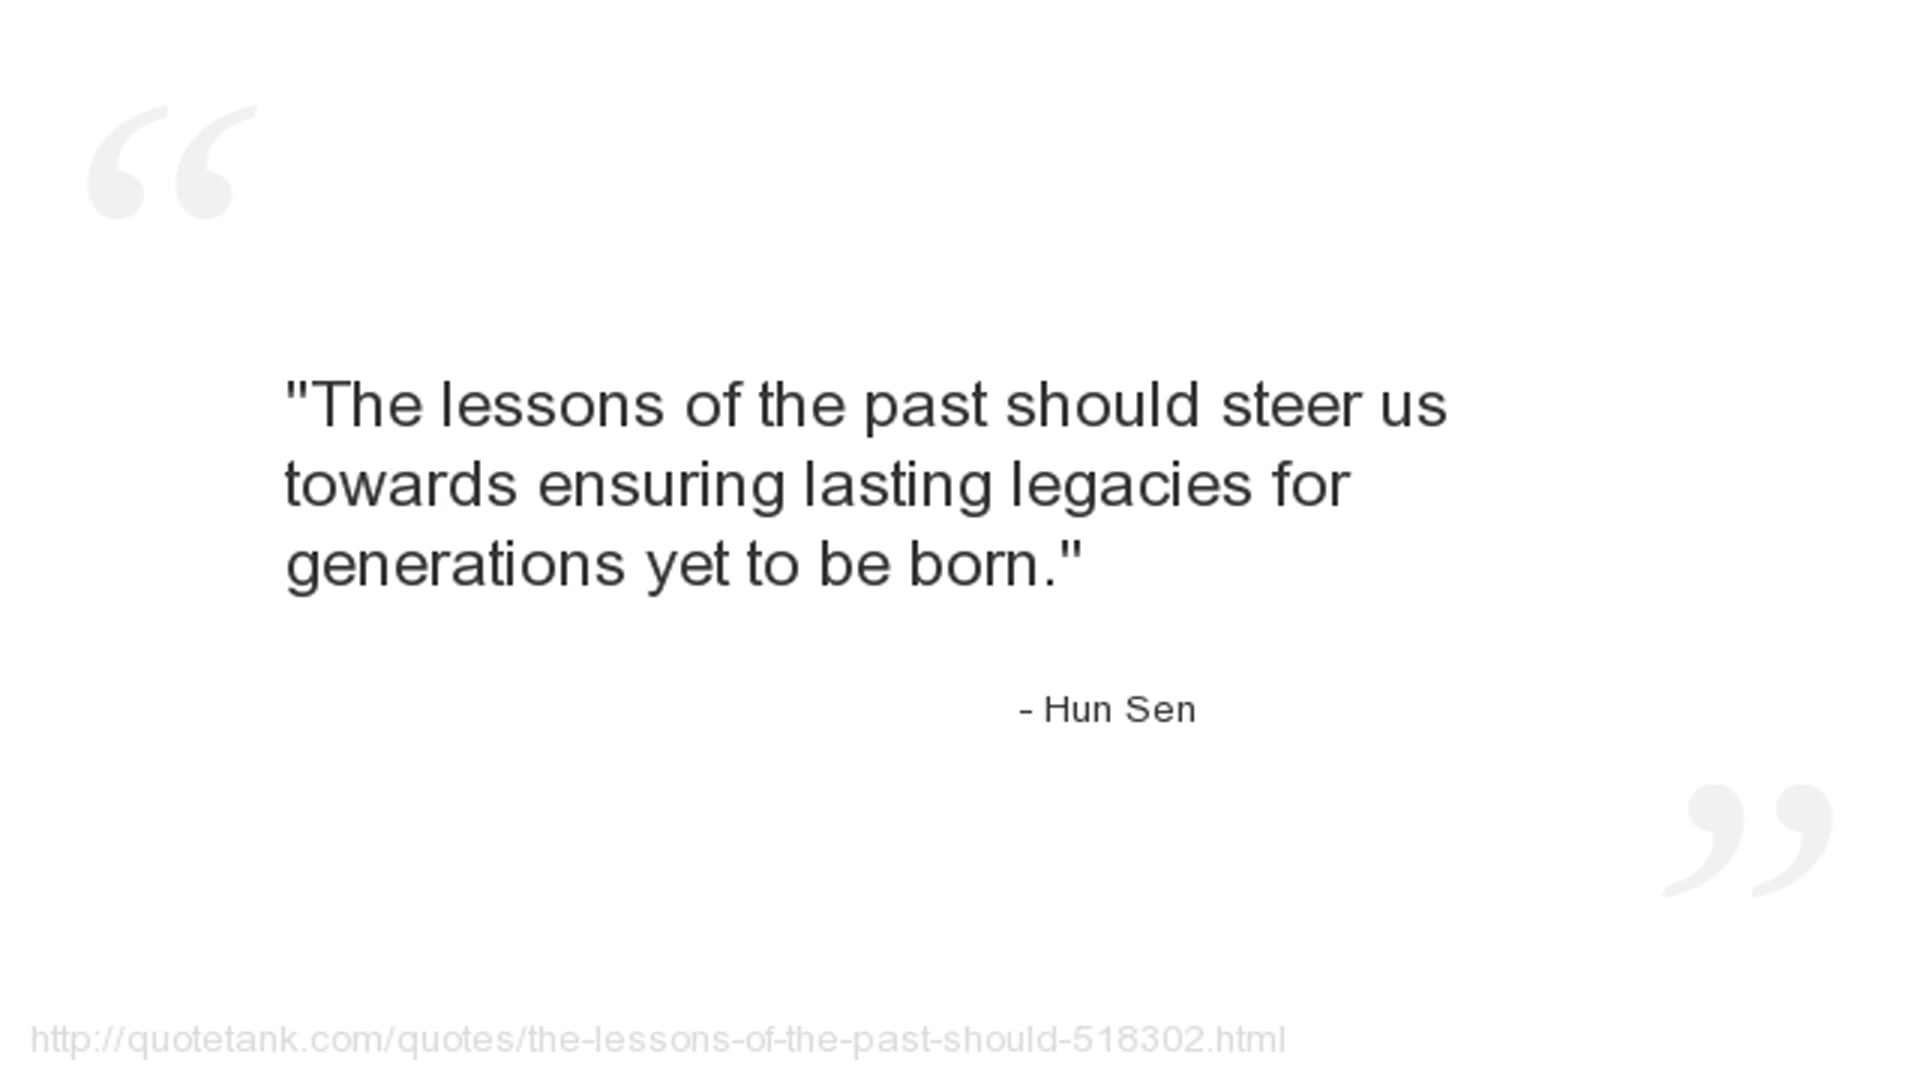 "The lessons of the past should steer us
towards ensuring lasting legacies for
generations yet to be born."
- Hun Sen
http://quotetank.com/quotes/the-lessons-of-the-past-should-518302.html